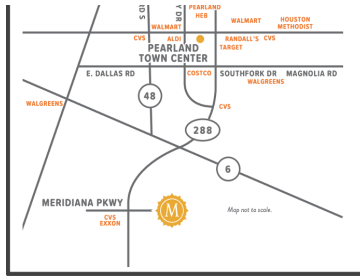 PEARLAND
HEB
D S
Y DR
WALMART
WALMART
HOUSTON
METHODIST
CVS
ALDI
RANDALL'S
CVS
TARGET
PEARLAND
TOWN CENTER
E. DALLAS RD
COSTCO
SOUTHFORK DR
MAGNOLIA RD
WALGREENS
48
WALGREENS
CVS
288
6
MERIDIANA PKWY
M
Map not to scale.
CVS
EXXON